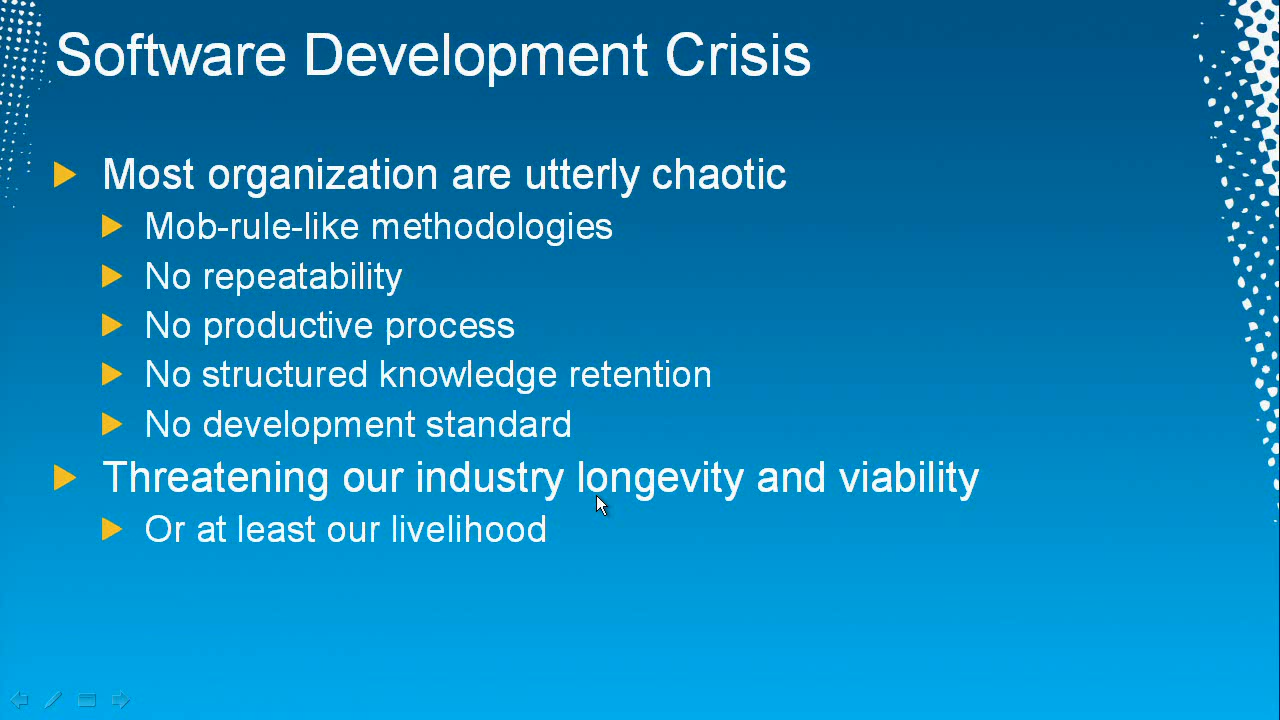 Software Development Crisis
Most organization are utterly chaotic
Mob-rule-like methodologies
No repeatability
No productive process
No structured knowledge retention
No development standard
Threatening our industry longevity and viability
Or at least our livelihood